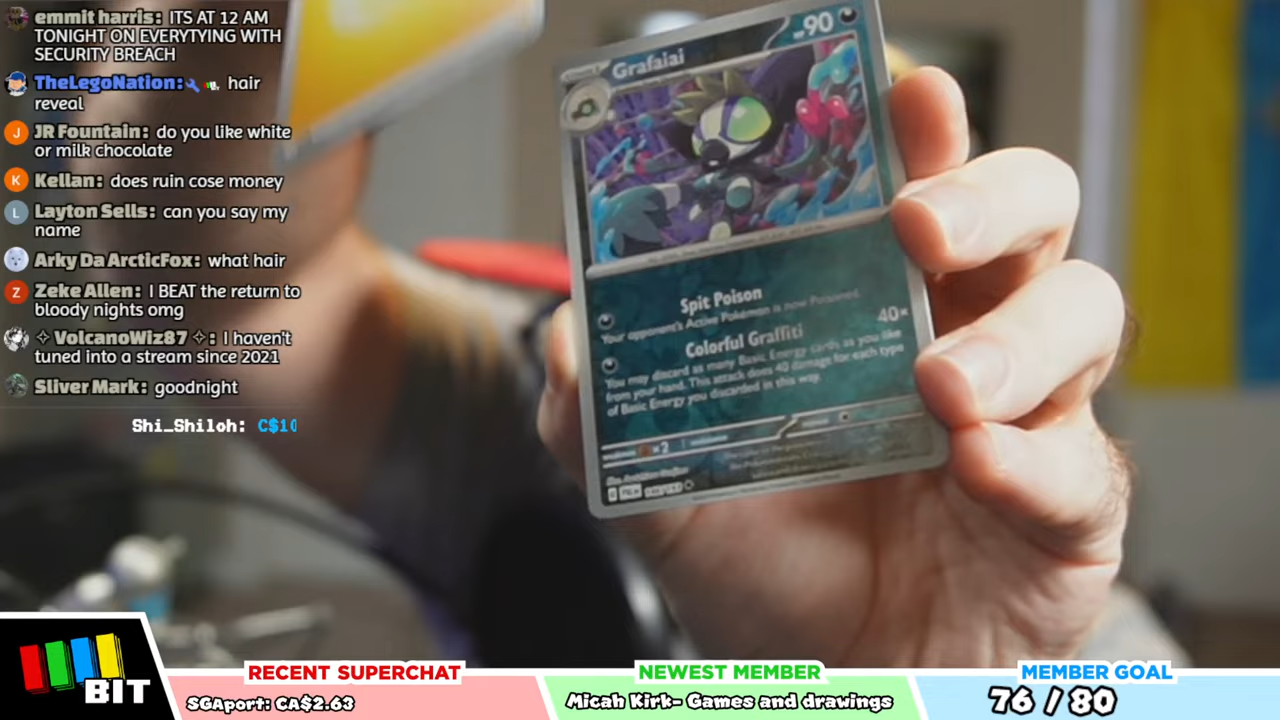 emmit harris: ITS AT 12 AM
TONIGHT ON EVERYTYING WITH
SECURITY BREACH
TheLegoNation: hair
reveal
JR Fountain: do you like white
or milk chocolate
Kellan: does ruin cose money
Layton Sells: can you say my
name
Arky DaArcticFox: what hair
Zeke Allen: I BEAT the return to
bloody nights omg
✧ VolcanoWiz87 ✧: I haven't
tuned into a stream since 2021
Sliver Mark: goodnight
Shi_Shiloh: C$10
Grafaiai
HP 90
Spit Poison
Your opponent's Active Pokémon is now Poisoned.
Colorful Graffiti 40×
You may discard as many Basic Energy cards as you like
from your hand. This attack does 40 damage for each type
of Basic Energy you discarded in this way.
weakness ×2
BIT
RECENT SUPERCHAT
SGAport: CA$2.63
NEWEST MEMBER
Micah Kirk- Games and drawings
MEMBER GOAL
76 / 80